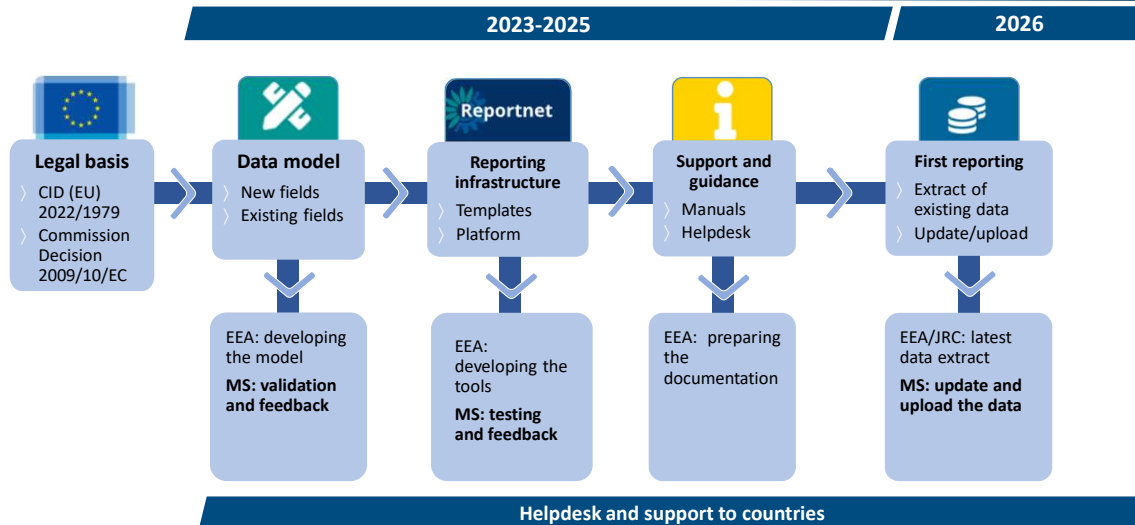 2023-2025
2026
Reportnet
Legal basis
〉 CID (EU)
2022/1979
〉 Commission
Decision
2009/10/EC
Data model
〉 New fields
〉 Existing fields
Reporting
infrastructure
〉 Templates
〉 Platform
Support and
guidance
〉 Manuals
〉 Helpdesk
First reporting
〉 Extract of
existing data
〉 Update/upload
EEA: developing
the model
MS: validation
and feedback
EEA:
developing the
tools
MS: testing
and feedback
EEA: preparing
the
documentation
EEA/JRC: latest
data extract
MS: update and
upload the data
Helpdesk and support to countries